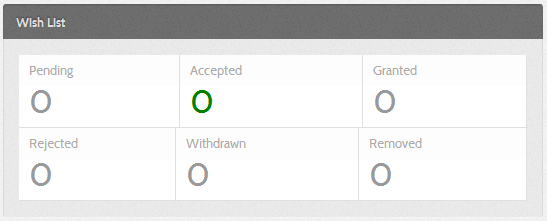 Wish List
Pending Accepted Granted
0 0 0
Rejected Withdrawn Removed
0 0 0